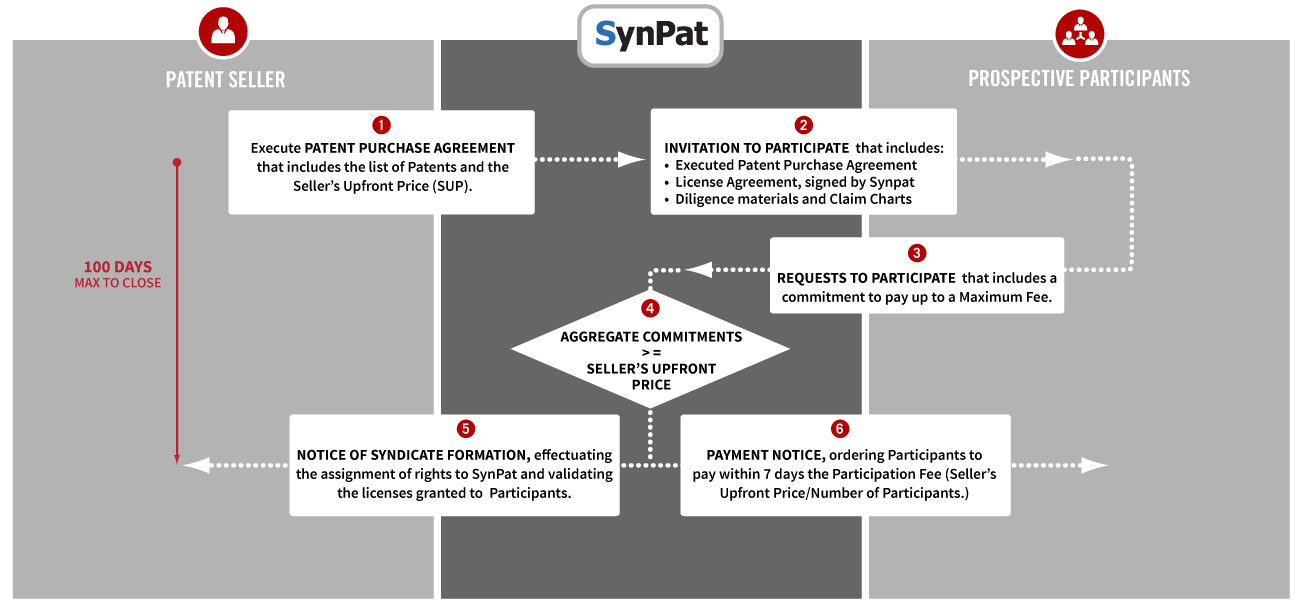 SynPat
PATENT SELLER
PROSPECTIVE PARTICIPANTS
1
Execute PATENT PURCHASE AGREEMENT
that includes the list of Patents and the
Seller's Upfront Price (SUP).
2
INVITATION TO PARTICIPATE that includes:
• Executed Patent Purchase Agreement
• License Agreement, signed by Synpat
• Diligence materials and Claim Charts
100 DAYS
MAX TO CLOSE
3
REQUESTS TO PARTICIPATE that includes a
commitment to pay up to a Maximum Fee.
4
AGGREGATE COMMITMENTS
> =
SELLER'S UPFRONT
PRICE
5
NOTICE OF SYNDICATE FORMATION, effectuating
the assignment of rights to SynPat and validating
the licenses granted to Participants.
6
PAYMENT NOTICE, ordering Participants to
pay within 7 days the Participation Fee (Seller's
Upfront Price/Number of Participants.)